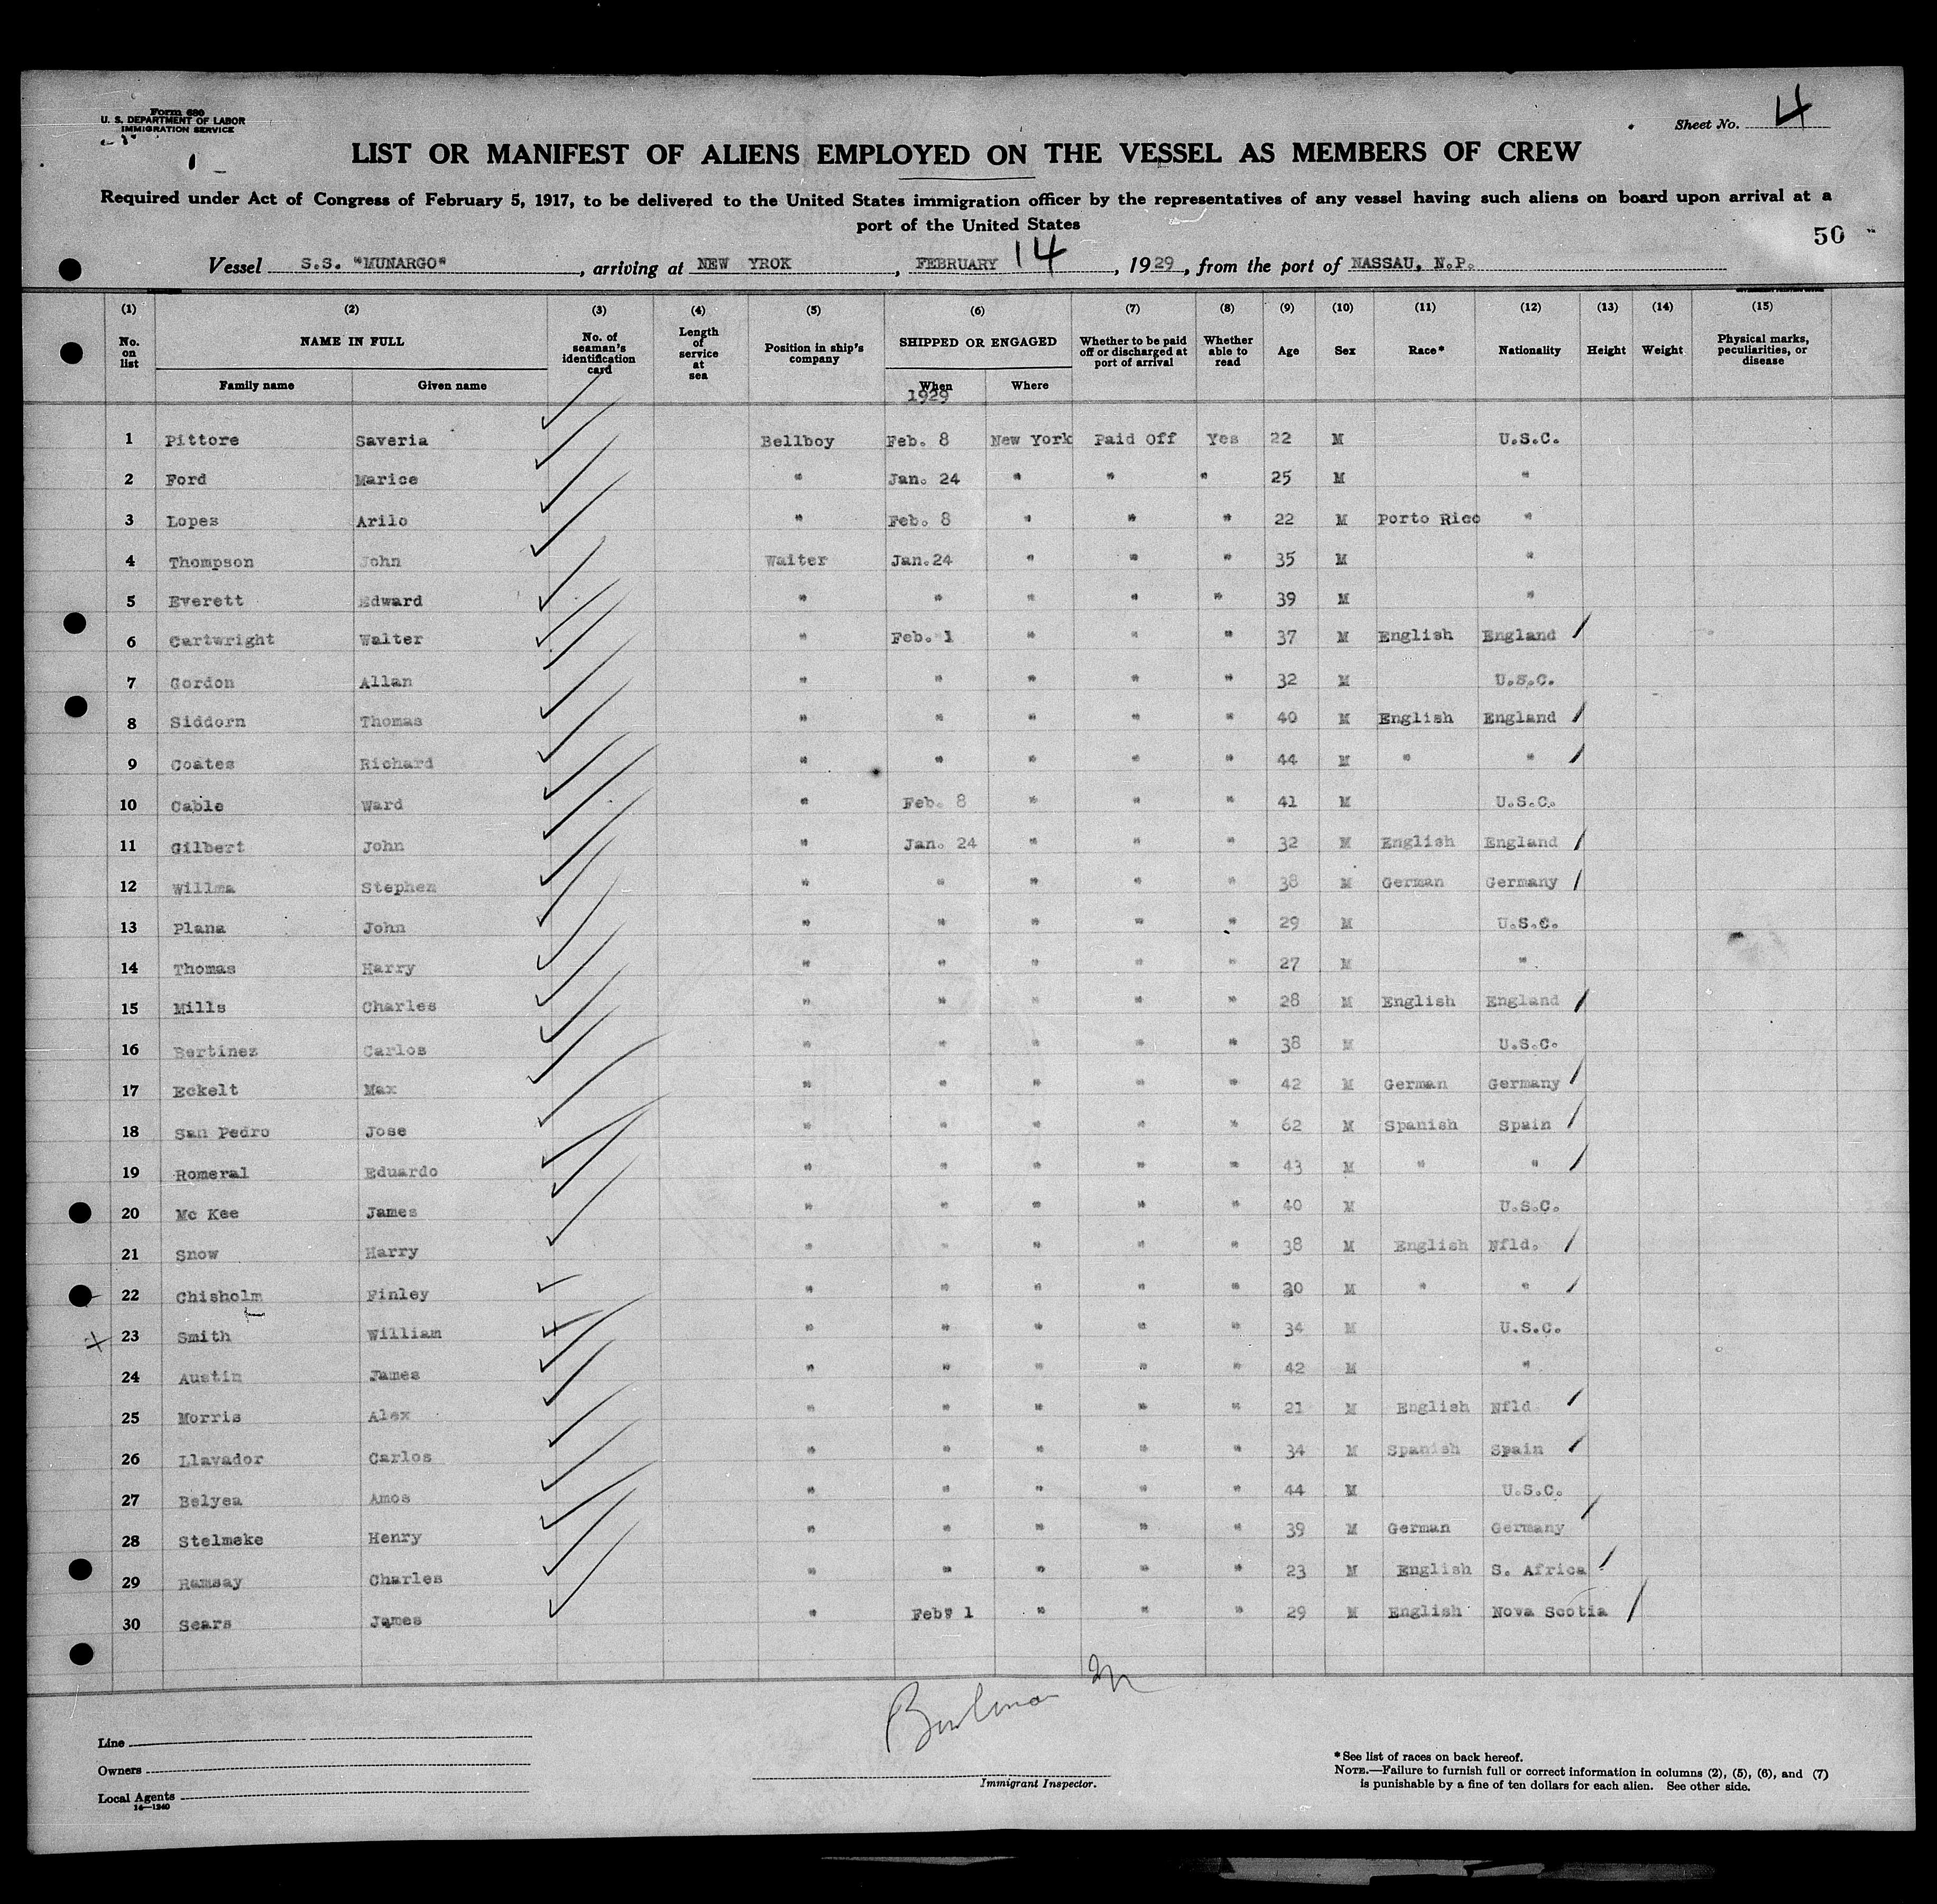 Form 680
U. S. DEPARTMENT OF LABOR
IMMIGRATION SERVICE
Sheet No. 4
LIST OR MANIFEST OF ALIENS EMPLOYED ON THE VESSEL AS MEMBERS OF CREW
Required under Act of Congress of February 5, 1917, to be delivered to the United States immigration officer by the representatives of any vessel having such aliens on board upon arrival at a
port of the United States
50
Vessel S.S. "MUNARGO", arriving at NEW YROK, FEBRUARY 14, 1929, from the port of NASSAU, N.P.
(1) (2) (3) (4) (5) (6) (7) (8) (9) (10) (11) (12) (13) (14) (15)
No. on list NAME IN FULL No. of seaman's identification card Length of service at sea Position in ship's company SHIPPED OR ENGAGED Whether to be paid off or discharged at port of arrival Whether able to read Age Sex Race* Nationality Height Weight Physical marks, peculiarities, or disease
Family name Given name When Where
1929
1 Pittore Saveria Bellboy Feb. 8 New York Paid Off Yes 22 M U.S.C.
2 Ford Marice " Jan. 24 " " " 25 M "
3 Lopez Arilo " Feb. 8 " " " 22 M Porto Rico "
4 Thompson John Waiter Jan.24 " " " 35 M "
5 Everett Edward " " " " " 39 M "
6 Cartwright Walter " Feb. 1 " " " 37 M English England
7 Gordon Allan " " " " " 32 M U.S.C.
8 Siddorn Thomas " " " " " 40 M English England
9 Coates Richard " " " " " 44 M " "
10 Cable Ward " Feb. 8 " " " 41 M U.S.C.
11 Gilbert John " Jan. 24 " " " 32 M English England
12 Willma Stephen " " " " " 38 M German Germany
13 Plana John " " " " " 29 M U.S.C.
14 Thomas Harry " " " " " 27 M "
15 Mills Charles " " " " " 28 M English England
16 Bertinez Carlos " " " " " 38 M U.S.C.
17 Eckelt Max " " " " " 42 M German Germany
18 San Pedro Jose " " " " " 62 M Spanish Spain
19 Romeral Eduardo " " " " " 43 M " "
20 Mc Kee James " " " " " 40 M U.S.C.
21 Snow Harry " " " " " 38 M English Nfld.
22 Chisholm Finley " " " " " 30 M " "
23 Smith William " " " " " 34 M U.S.C.
24 Austin James " " " " " 42 M "
25 Morris Alex " " " " " 21 M English Nfld
26 Llavador Carlos " " " " " 34 M Spanish Spain
27 Belyea Amos " " " " " 44 M U.S.C.
28 Stelmeke Henry " " " " " 39 M German Germany
29 Ramsay Charles " " " " " 23 M English S. Africa
30 Sears James " Feb. 1 " " " 29 M English Nova Scotia
Line
Owners
Local Agents
14—1240
Immigrant Inspector.
*See list of races on back hereof.
NOTE.—Failure to furnish full or correct information in columns (2), (5), (6), and (7)
is punishable by a fine of ten dollars for each alien. See other side.